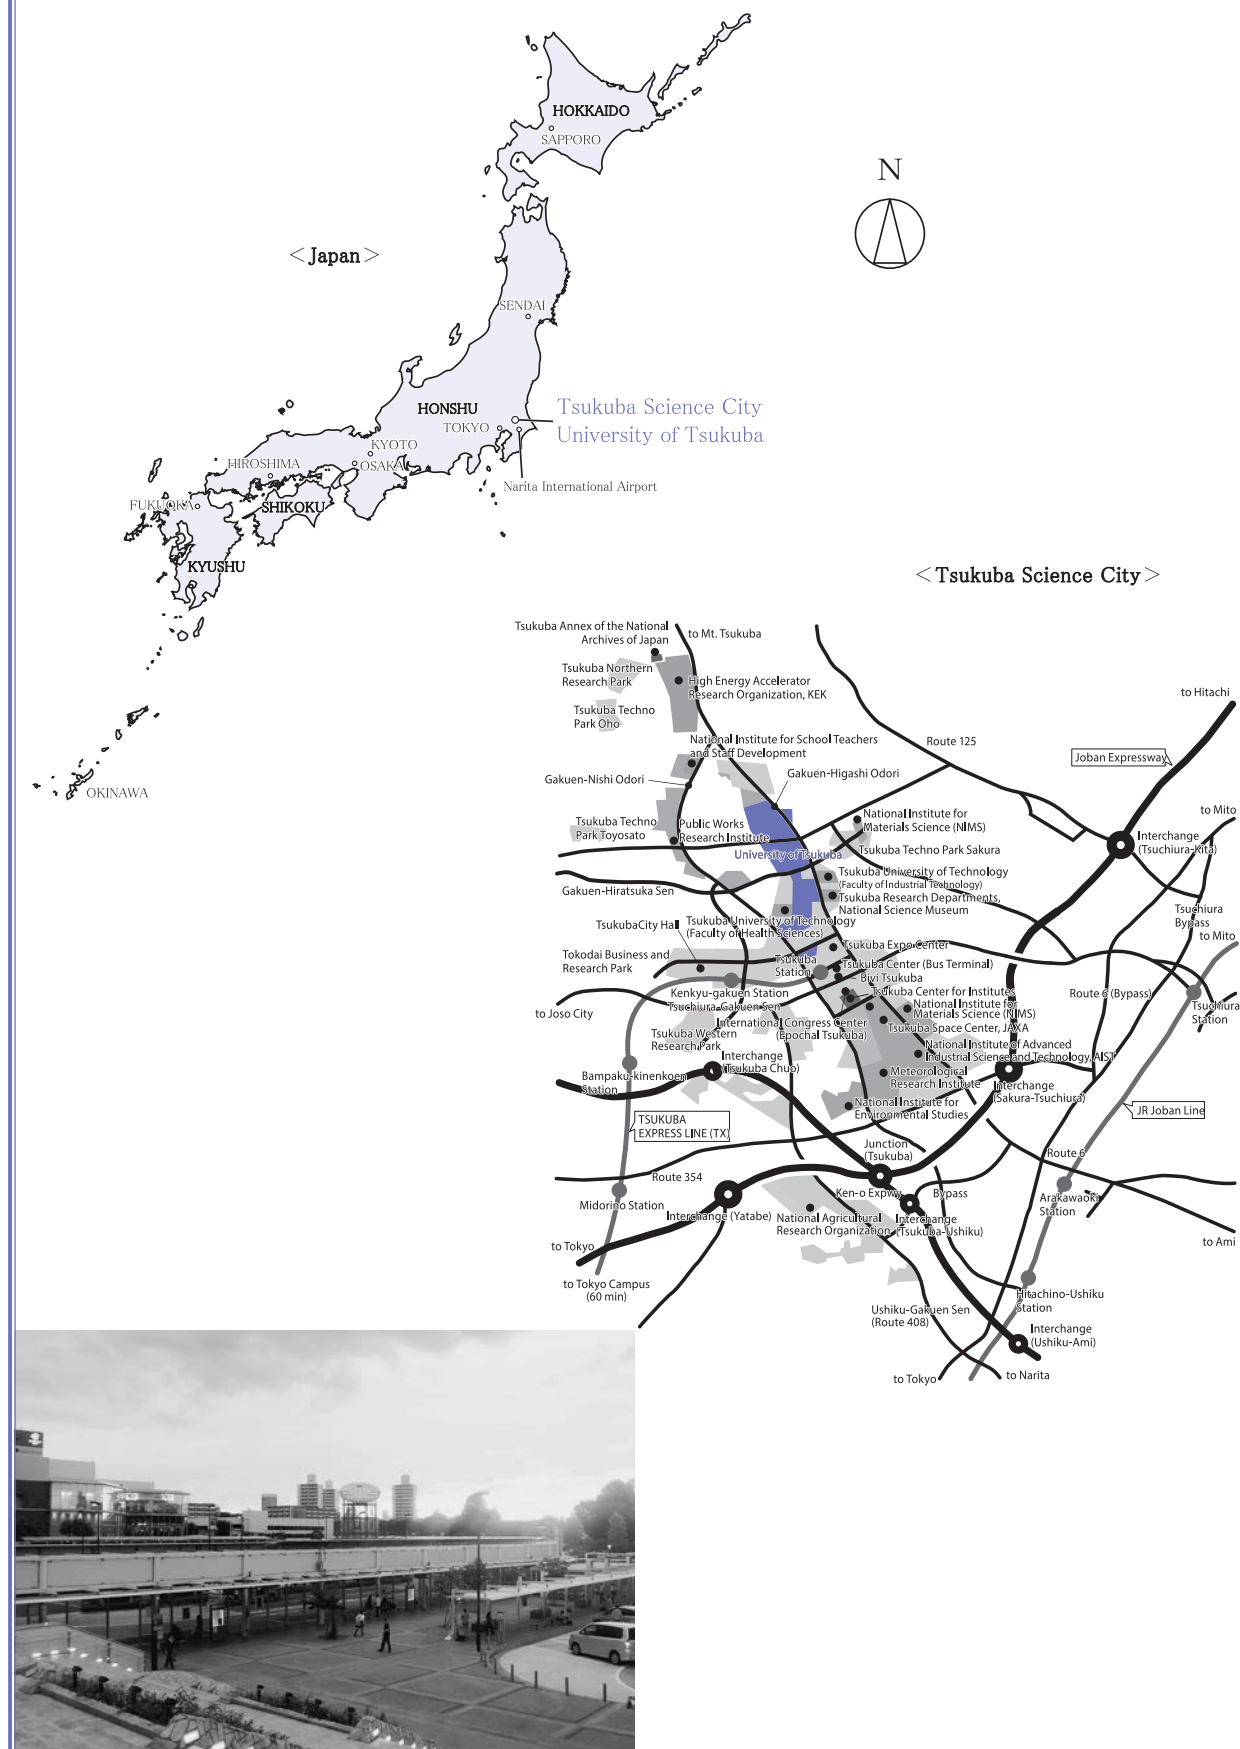 HOKKAIDO
SAPPORO
N
<Japan>
SENDAI
HONSHU
TOKYO
Tsukuba Science City
University of Tsukuba
KYOTO
OSAKA
HIROSHIMA
Narita International Airport
FUKUOKA
SHIKOKU
KYUSHU
OKINAWA
<Tsukuba Science City>
Tsukuba Annex of the National
Archives of Japan
to Mt. Tsukuba
Tsukuba Northern
Research Park
High Energy Accelerator
Research Organization, KEK
to Hitachi
Tsukuba Techno
Park Oho
National Institute for School Teachers
and Staff Development
Route 125
Joban Expressway
Gakuen-Nishi Odori
Gakuen-Higashi Odori
to Mito
National Institute for
Materials Science (NIMS)
Tsukuba Techno
Park Toyosato
Public Works
Research Institute
Interchange
(Tsuchiura-Kita)
University of Tsukuba
Tsukuba Techno Park Sakura
Tsukuba University of Technology
(Faculty of Industrial Technology)
Gakuen-Hiratsuka Sen
Tsukuba Research Departments,
National Science Museum
Tsuchiura
Bypass
TsukubaCity Hall
Tsukuba University of Technology
(Faculty of Health Sciences)
to Mito
Tsukuba Expo Center
Tokodai Business and
Research Park
Tsukuba
Station
Tsukuba Center (Bus Terminal)
Bivi Tsukuba
Kenkyu-gakuen Station
Tsuchiura-Gakuen Sen
Tsukuba Center for Institutes
Route 6 (Bypass)
National Institute for
Materials Science (NIMS)
Tsuchiura
Station
to Joso City
International Congress Center
(Epochal Tsukuba)
Tsukuba Space Center, JAXA
Tsukuba Western
Research Park
National Institute of Advanced
Industrial Science and Technology, AIST
Interchange
(Tsukuba Chuo)
Bampaku-kinenkoen
Station
Meteorological
Research Institute
Interchange
(Sakura-Tsuchiura)
National Institute for
Environmental Studies
JR Joban Line
TSUKUBA
EXPRESS LINE (TX)
Junction
(Tsukuba)
Route 6
Route 354
Ken-o Expwy
Bypass
Arakawaoki
Station
Midorino Station
Interchange (Yatabe)
National Agricultural
Research Organization
Interchange
(Tsukuba-Ushiku)
to Tokyo
to Ami
to Tokyo Campus
(60 min)
Hitachino-Ushiku
Station
Ushiku-Gakuen Sen
(Route 408)
Interchange
(Ushiku-Ami)
to Tokyo
to Narita